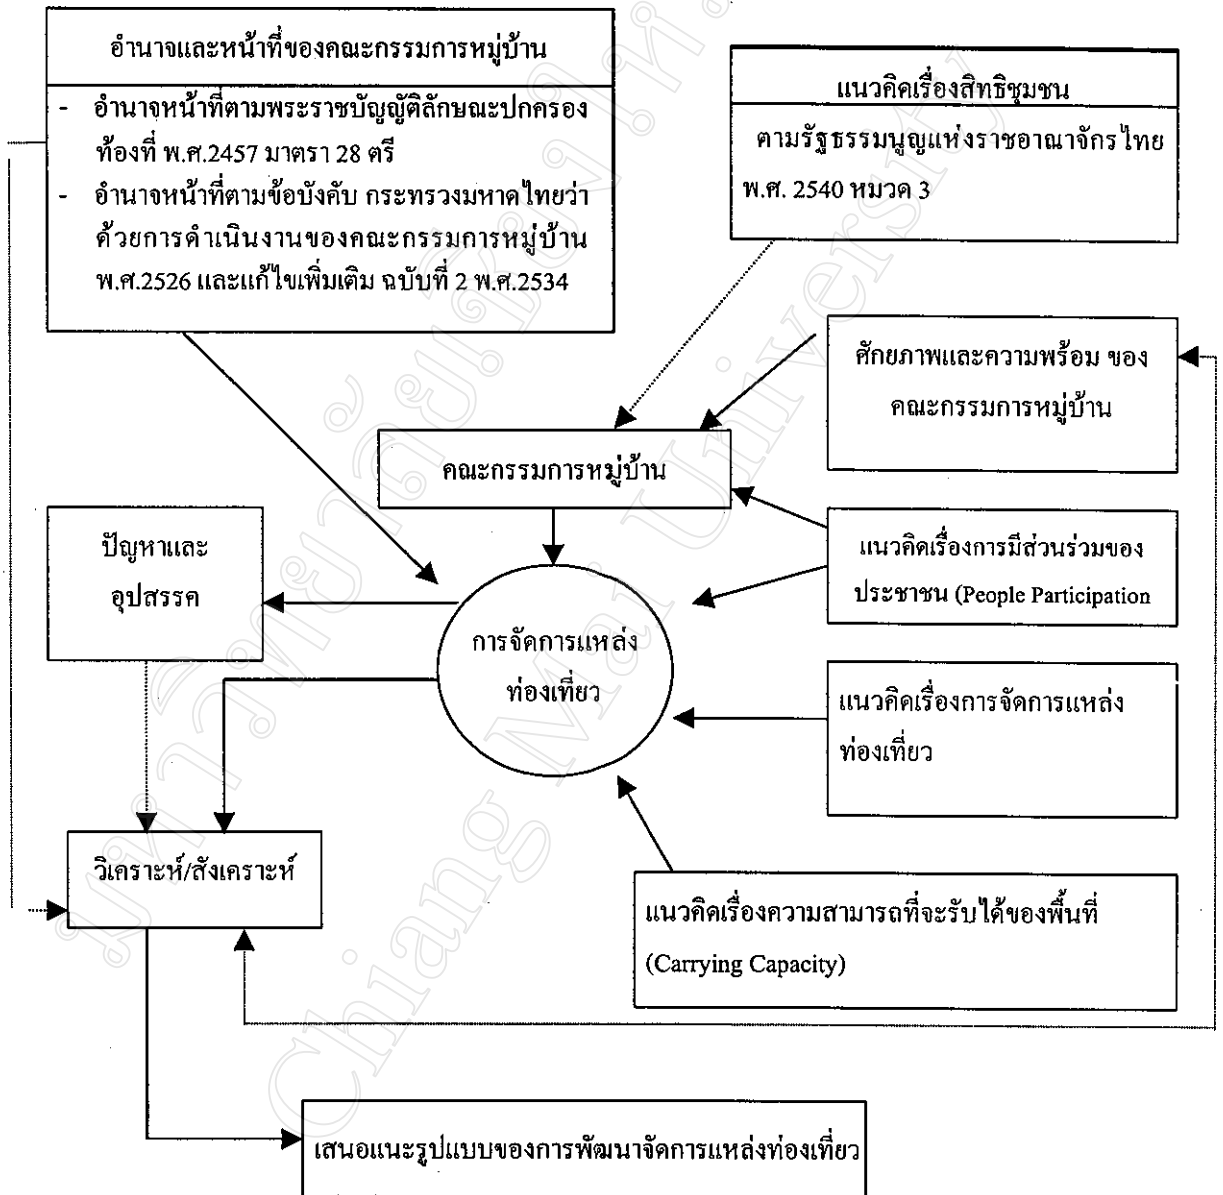 อำนาจและหน้าที่ของคณะกรรมการหมู่บ้าน
- อำนาจหน้าที่ตามพระราชบัญญัติลักษณะปกครอง
ท้องที่ พ.ศ.2457 มาตรา 28 ตรี
- อำนาจหน้าที่ตามข้อบังคับ กระทรวงมหาดไทยว่า
ด้วยการดำเนินงานของคณะกรรมการหมู่บ้าน
พ.ศ.2526 และแก้ไขเพิ่มเติม ฉบับที่ 2 พ.ศ.2534
แนวคิดเรื่องสิทธิชุมชน
ตามรัฐธรรมนูญแห่งราชอาณาจักรไทย
พ.ศ. 2540 หมวด 3
ศักยภาพและความพร้อม ของ
คณะกรรมการหมู่บ้าน
คณะกรรมการหมู่บ้าน
แนวคิดเรื่องการมีส่วนร่วมของ
ประชาชน (People Participation
ปัญหาและ
อุปสรรค
การจัดการแหล่ง
ท่องเที่ยว
แนวคิดเรื่องการจัดการแหล่ง
ท่องเที่ยว
วิเคราะห์/สังเคราะห์
แนวคิดเรื่องความสามารถที่จะรับได้ของพื้นที่
(Carrying Capacity)
เสนอแนะรูปแบบของการพัฒนาจัดการแหล่งท่องเที่ยว
มหาวิทยาลัยเชียงให
Chiang Mai University